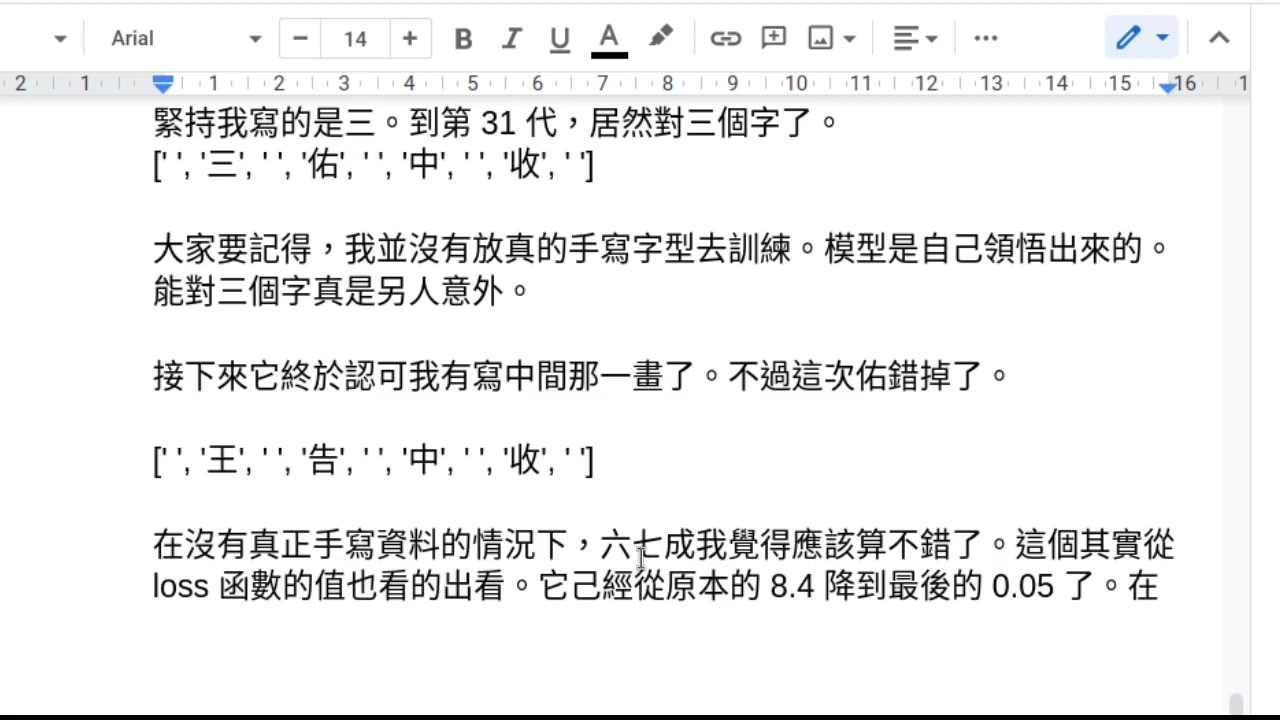 Arial
14
B I U A
2 1 1 2 3 4 5 6 7 8 9 10 11 12 13 14 15 16 1
緊持我寫的是三。到第 31 代，居然對三個字了。
[' ', '三', ' ', '佑', ' ', '中', ' ', '收', ' ']
大家要記得，我並沒有放真的手寫字型去訓練。模型是自己領悟出來的。
能對三個字真是另人意外。
接下來它終於認可我有寫中間那一畫了。不過這次佑錯掉了。
[' ', '王', ' ', '告', ' ', '中', ' ', '收', ' ']
在沒有真正手寫資料的情況下，六七成我覺得應該算不錯了。這個其實從
loss 函數的值也看的出看。它己經從原本的 8.4 降到最後的 0.05 了。在